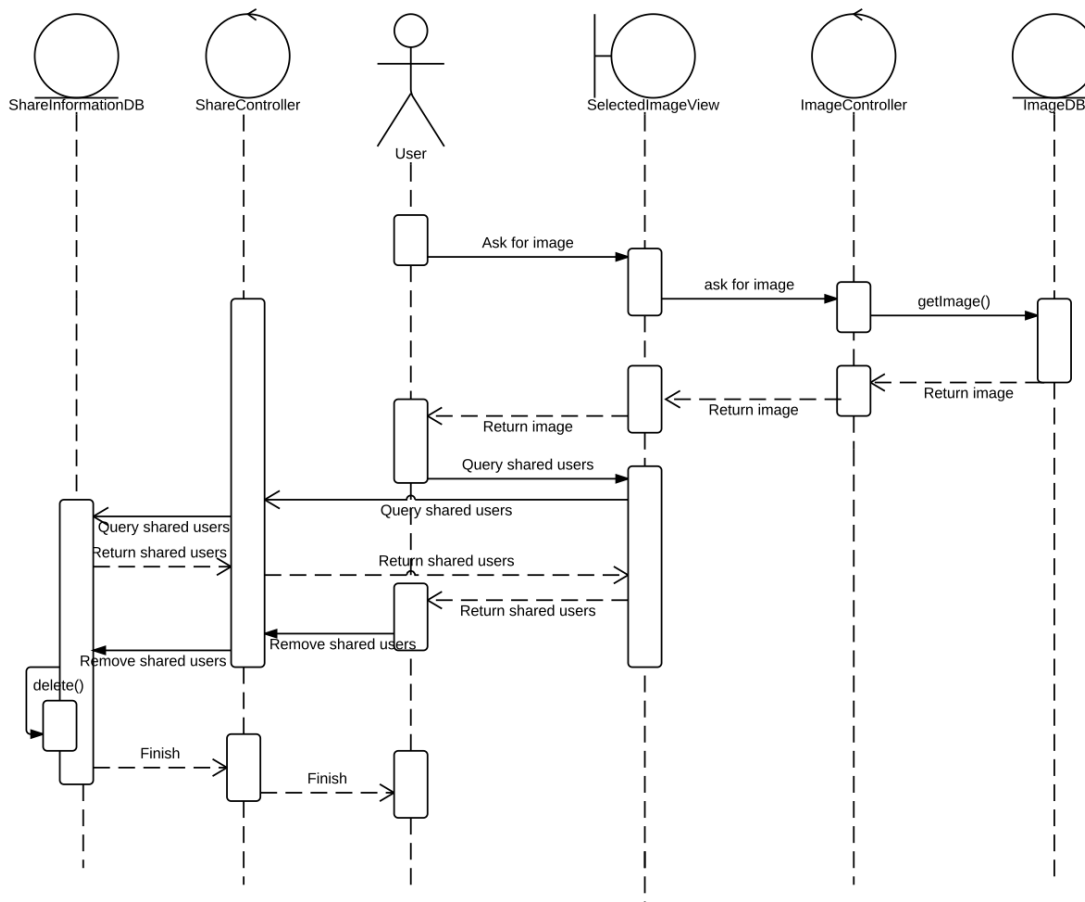 ShareInformationDB
ShareController
User
SelectedImageView
ImageController
ImageDB
Ask for image
ask for image
getImage()
Return image
Return image
Return image
Query shared users
Query shared users
Query shared users
Return shared users
Return shared users
Return shared users
Remove shared users
Remove shared users
delete()
Finish
Finish